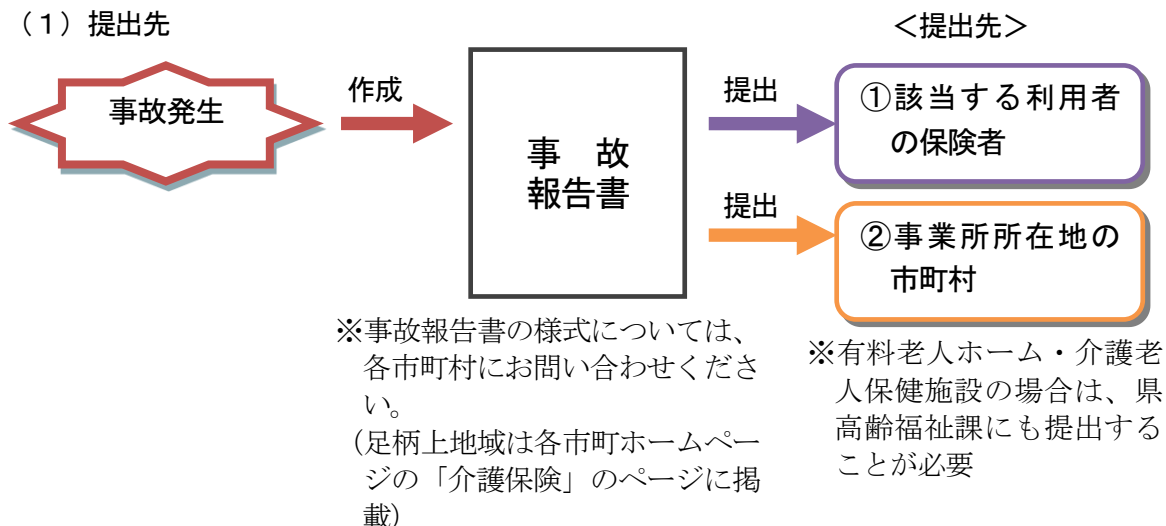 （１）提出先
＜提出先＞
事故発生
作成
事　故
報告書
提出
①該当する利用者
の保険者
提出
②事業所所在地の
市町村
※事故報告書の様式については、
各市町村にお問い合わせくださ
い。
（足柄上地域は各市町ホームペー
ジの「介護保険」のページに掲
載）
※有料老人ホーム・介護老
人保健施設の場合は、県
高齢福祉課にも提出する
ことが必要